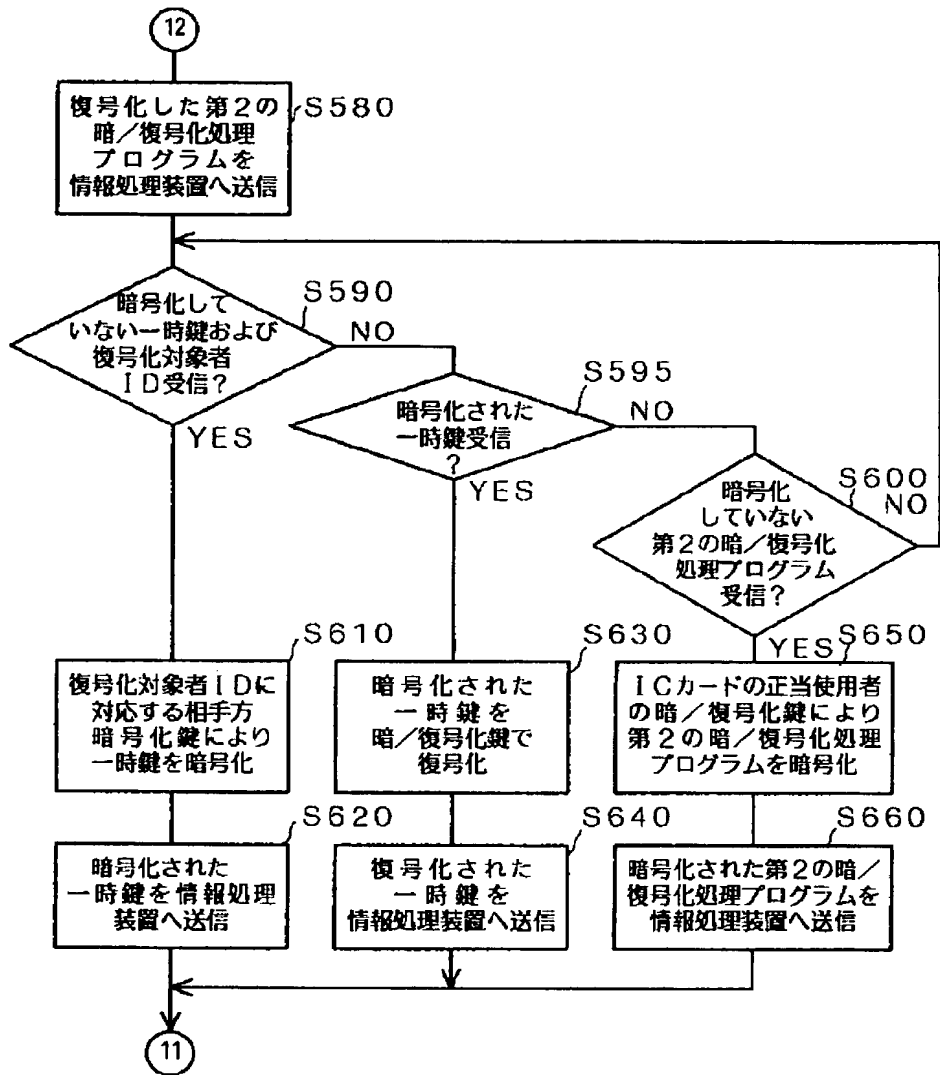 12
復号化した第2の
暗／復号化処理
プログラムを
情報処理装置へ送信
S580
暗号化して
いない一時鍵および
復号化対象者
ID受信？
S590
NO
YES
暗号化された
一時鍵受信
？
S595
NO
YES
暗号化
していない
第2の暗／復号化
処理プログラム
受信？
S600
NO
YES
S610
復号化対象者IDに
対応する相手方
暗号化鍵により
一時鍵を暗号化
S630
暗号化された
一時鍵を
暗／復号化鍵で
復号化
S650
ICカードの正当使用者
の暗／復号化鍵により
第2の暗／復号化処理
プログラムを暗号化
S620
暗号化された
一時鍵を情報処理
装置へ送信
S640
復号化された
一時鍵を
情報処理装置へ送信
S660
暗号化された第2の暗／
復号化処理プログラムを
情報処理装置へ送信
11